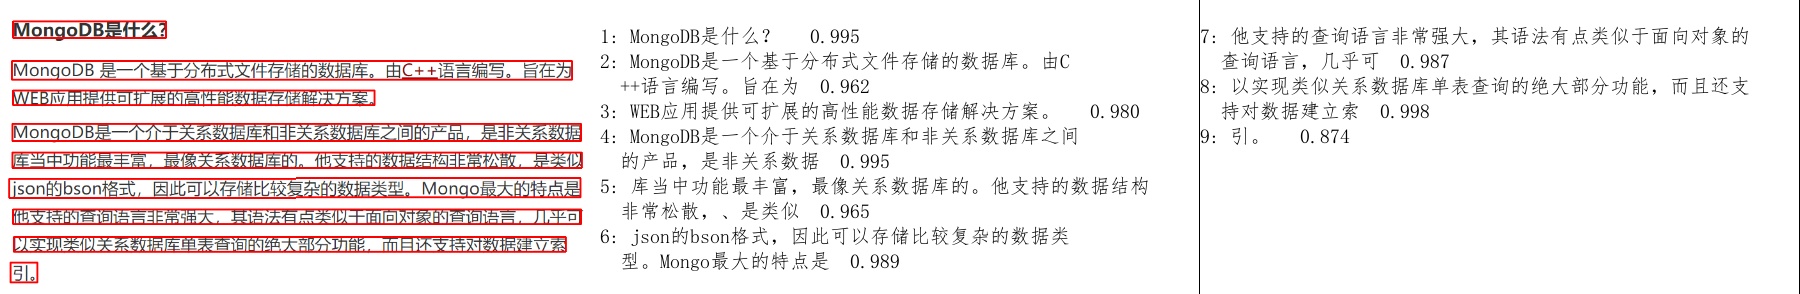 MongoDB是什么?
MongoDB 是一个基于分布式文件存储的数据库。由C++语言编写。旨在为
WEB应用提供可扩展的高性能数据存储解决方案。
MongoDB是一个介于关系数据库和非关系数据库之间的产品，是非关系数据
库当中功能最丰富，最像关系数据库的。他支持的数据结构非常松散，是类似
json的bson格式，因此可以存储比较复杂的数据类型。Mongo最大的特点是
他支持的查询语言非常强大，其语法有点类似于面向对象的查询语言，几乎可
以实现类似关系数据库单表查询的绝大部分功能，而且还支持对数据建立索
引。
1: MongoDB是什么？ 0.995
2: MongoDB是一个基于分布式文件存储的数据库。由C
++语言编写。旨在为 0.962
3: WEB应用提供可扩展的高性能数据存储解决方案。 0.980
4: MongoDB是一个介于关系数据库和非关系数据库之间
的产品，是非关系数据 0.995
5: 库当中功能最丰富，最像关系数据库的。他支持的数据结构
非常松散，、是类似 0.965
6: json的bson格式，因此可以存储比较复杂的数据类
型。Mongo最大的特点是 0.989
7: 他支持的查询语言非常强大，其语法有点类似于面向对象的
查询语言，几乎可 0.987
8: 以实现类似关系数据库单表查询的绝大部分功能，而且还支
持对数据建立索 0.998
9: 引。 0.874